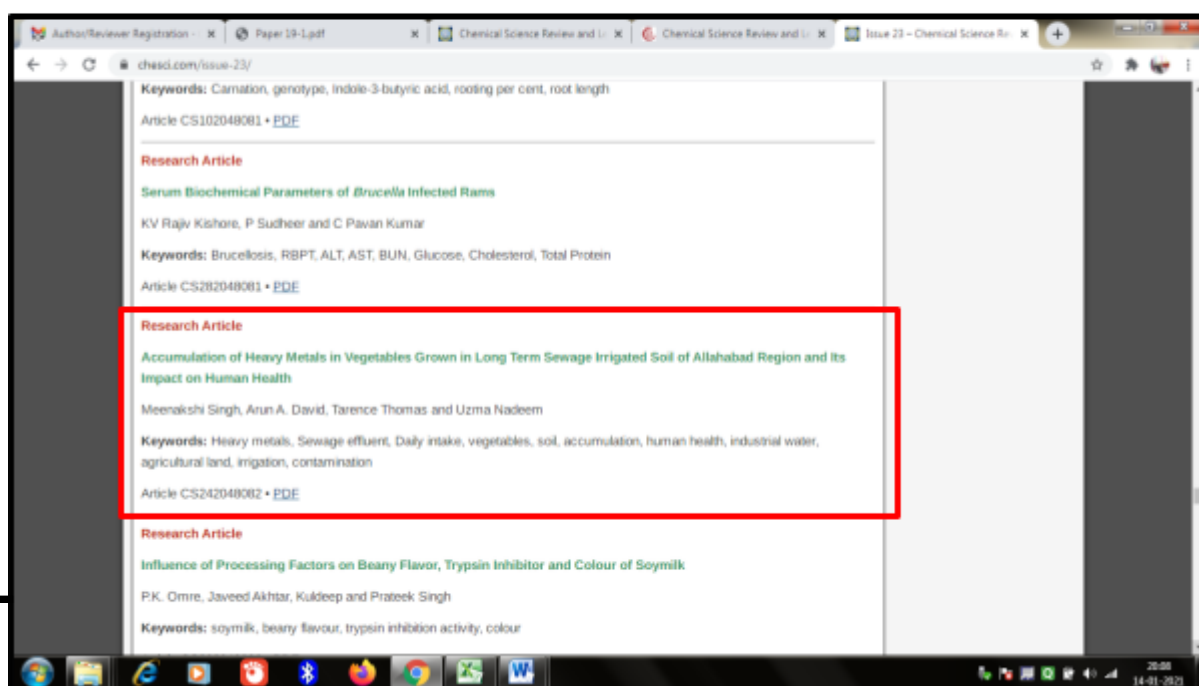 Author/Reviewer Registration -
Paper 19-1.pdf
Chemical Science Review and L
Chemical Science Review and L
Issue 23 – Chemical Science Re
chesci.com/issue-23/
Keywords: Carnation, genotype, Indole-3-butyric acid, rooting per cent, root length
Article CS102048081 • PDF
Research Article
Serum Biochemical Parameters of Brucella Infected Rams
KV Rajiv Kishore, P Sudheer and C Pavan Kumar
Keywords: Brucellosis, RBPT, ALT, AST, BUN, Glucose, Cholesterol, Total Protein
Article CS282048081 • PDF
Research Article
Accumulation of Heavy Metals in Vegetables Grown in Long Term Sewage Irrigated Soil of Allahabad Region and Its
Impact on Human Health
Meenakshi Singh, Arun A. David, Tarence Thomas and Uzma Nadeem
Keywords: Heavy metals, Sewage effluent, Daily intake, vegetables, soil, accumulation, human health, industrial water,
agricultural land, irrigation, contamination
Article CS242048082 • PDF
Research Article
Influence of Processing Factors on Beany Flavor, Trypsin Inhibitor and Colour of Soymilk
P.K. Omre, Javeed Akhtar, Kuldeep and Prateek Singh
Keywords: soymilk, beany flavour, trypsin inhibition activity, colour
20:08
14-01-2021